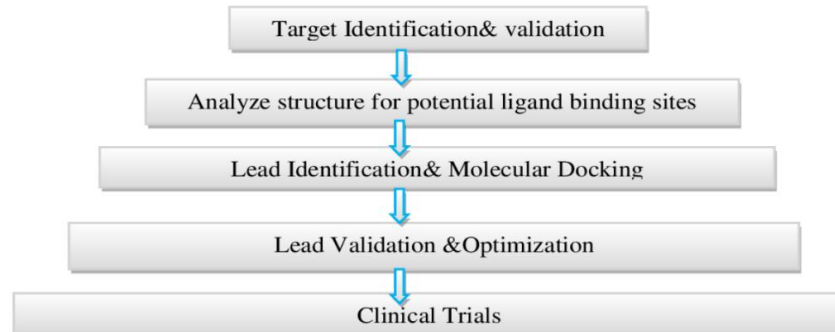 Target Identification& validation
Analyze structure for potential ligand binding sites
Lead Identification& Molecular Docking
Lead Validation &Optimization
Clinical Trials